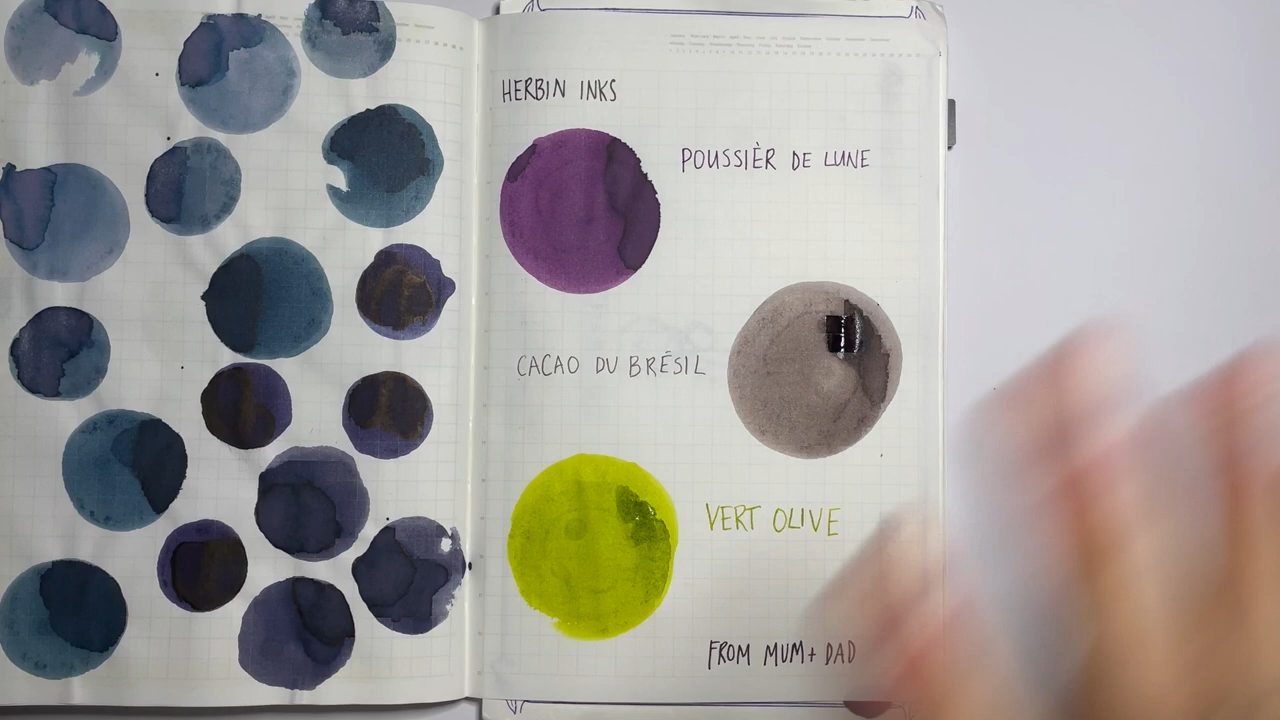 HERBIN INKS
POUSSIÈR DE LUNE
CACAO DU BRÉSIL
VERT OLIVE
FROM MUM + DAD